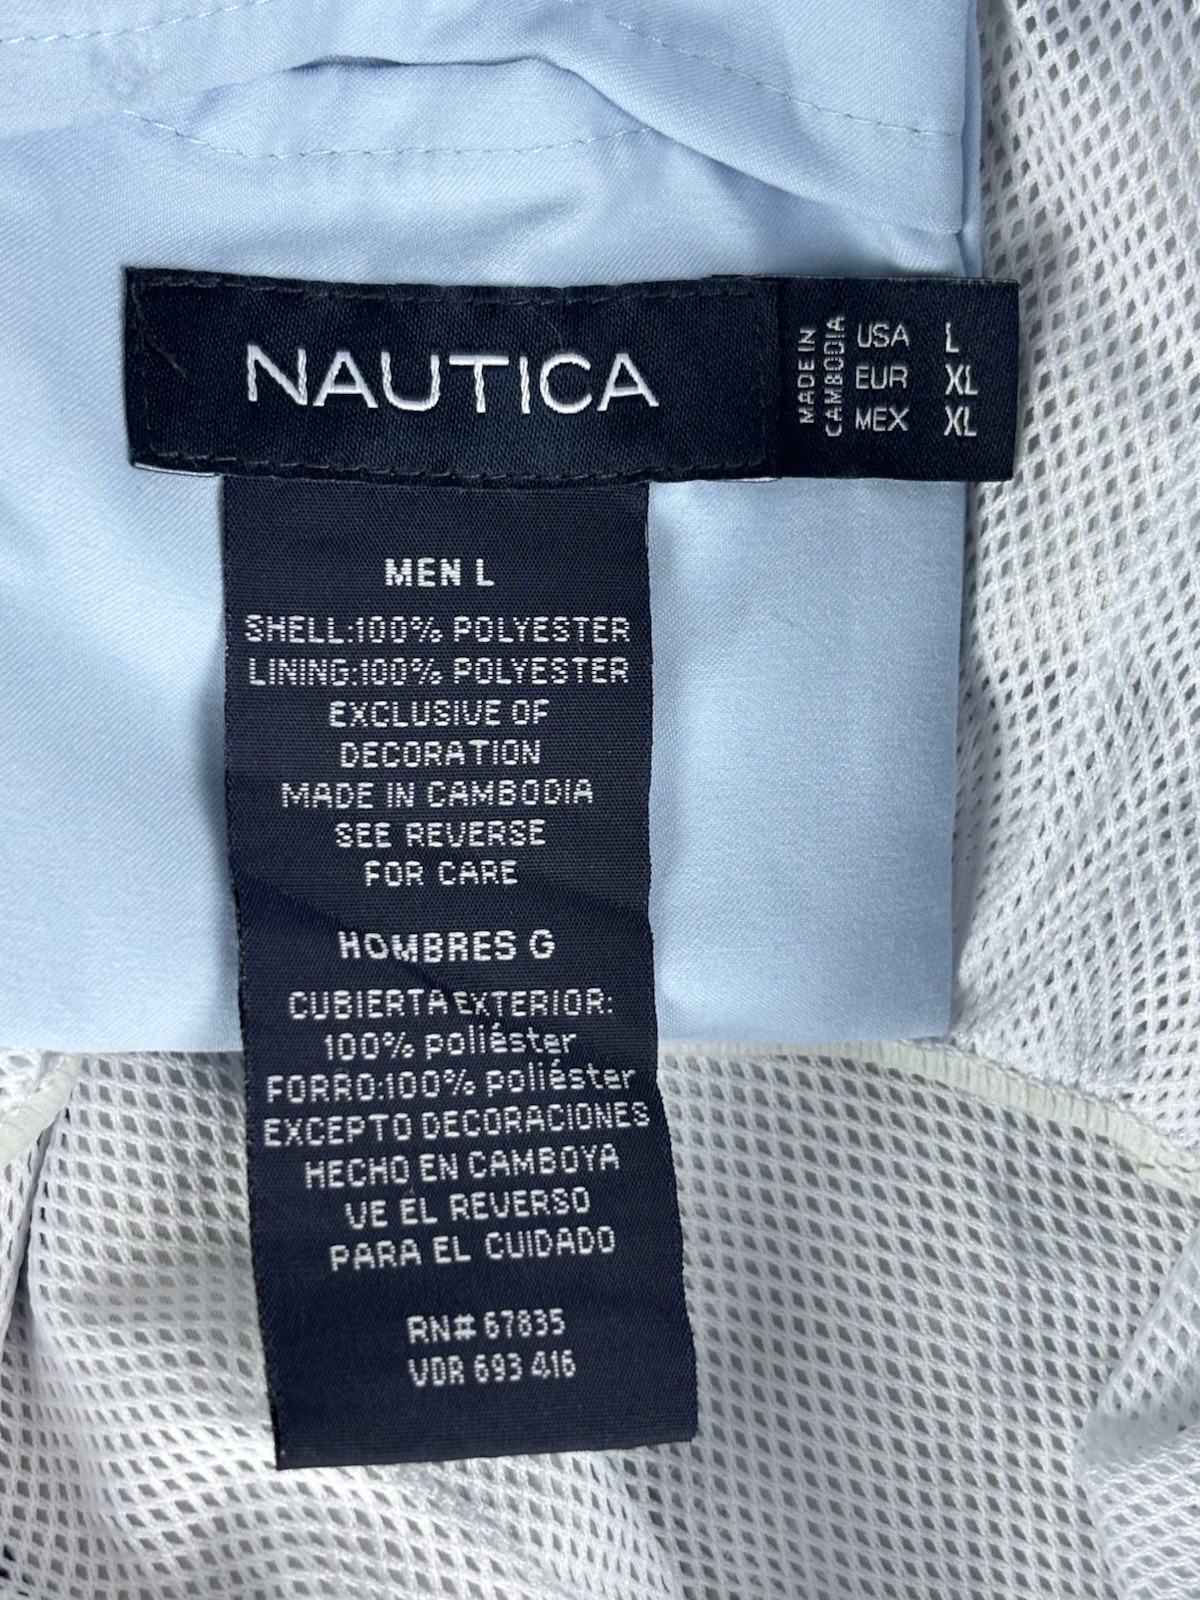 NAUTICA
MADE IN
CAMBODIA
USA L
EUR XL
MEX XL
MEN L
SHELL:100% POLYESTER
LINING:100% POLYESTER
EXCLUSIVE OF
DECORATION
MADE IN CAMBODIA
SEE REVERSE
FOR CARE
HOMBRES G
CUBIERTA EXTERIOR:
100% poliéster
FORRO:100% poliéster
EXCEPTO DECORACIONES
HECHO EN CAMBOYA
VE EL REVERSO
PARA EL CUIDADO
RN# 67835
VDR 693 416